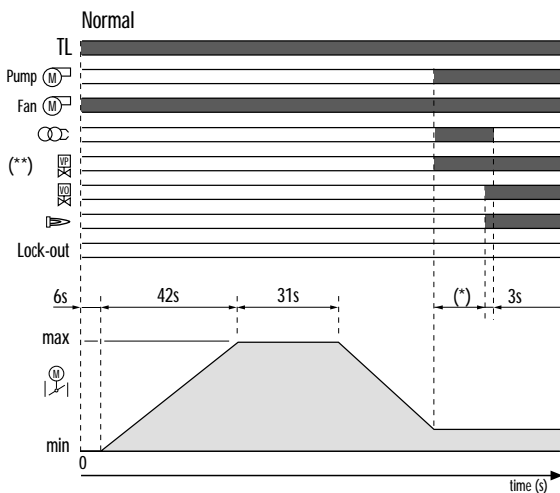 Normal
TL
Pump M
Fan M
(**) VP
VO
Lock-out
6s 42s 31s (*) 3s
max
M
min
0
time (s)